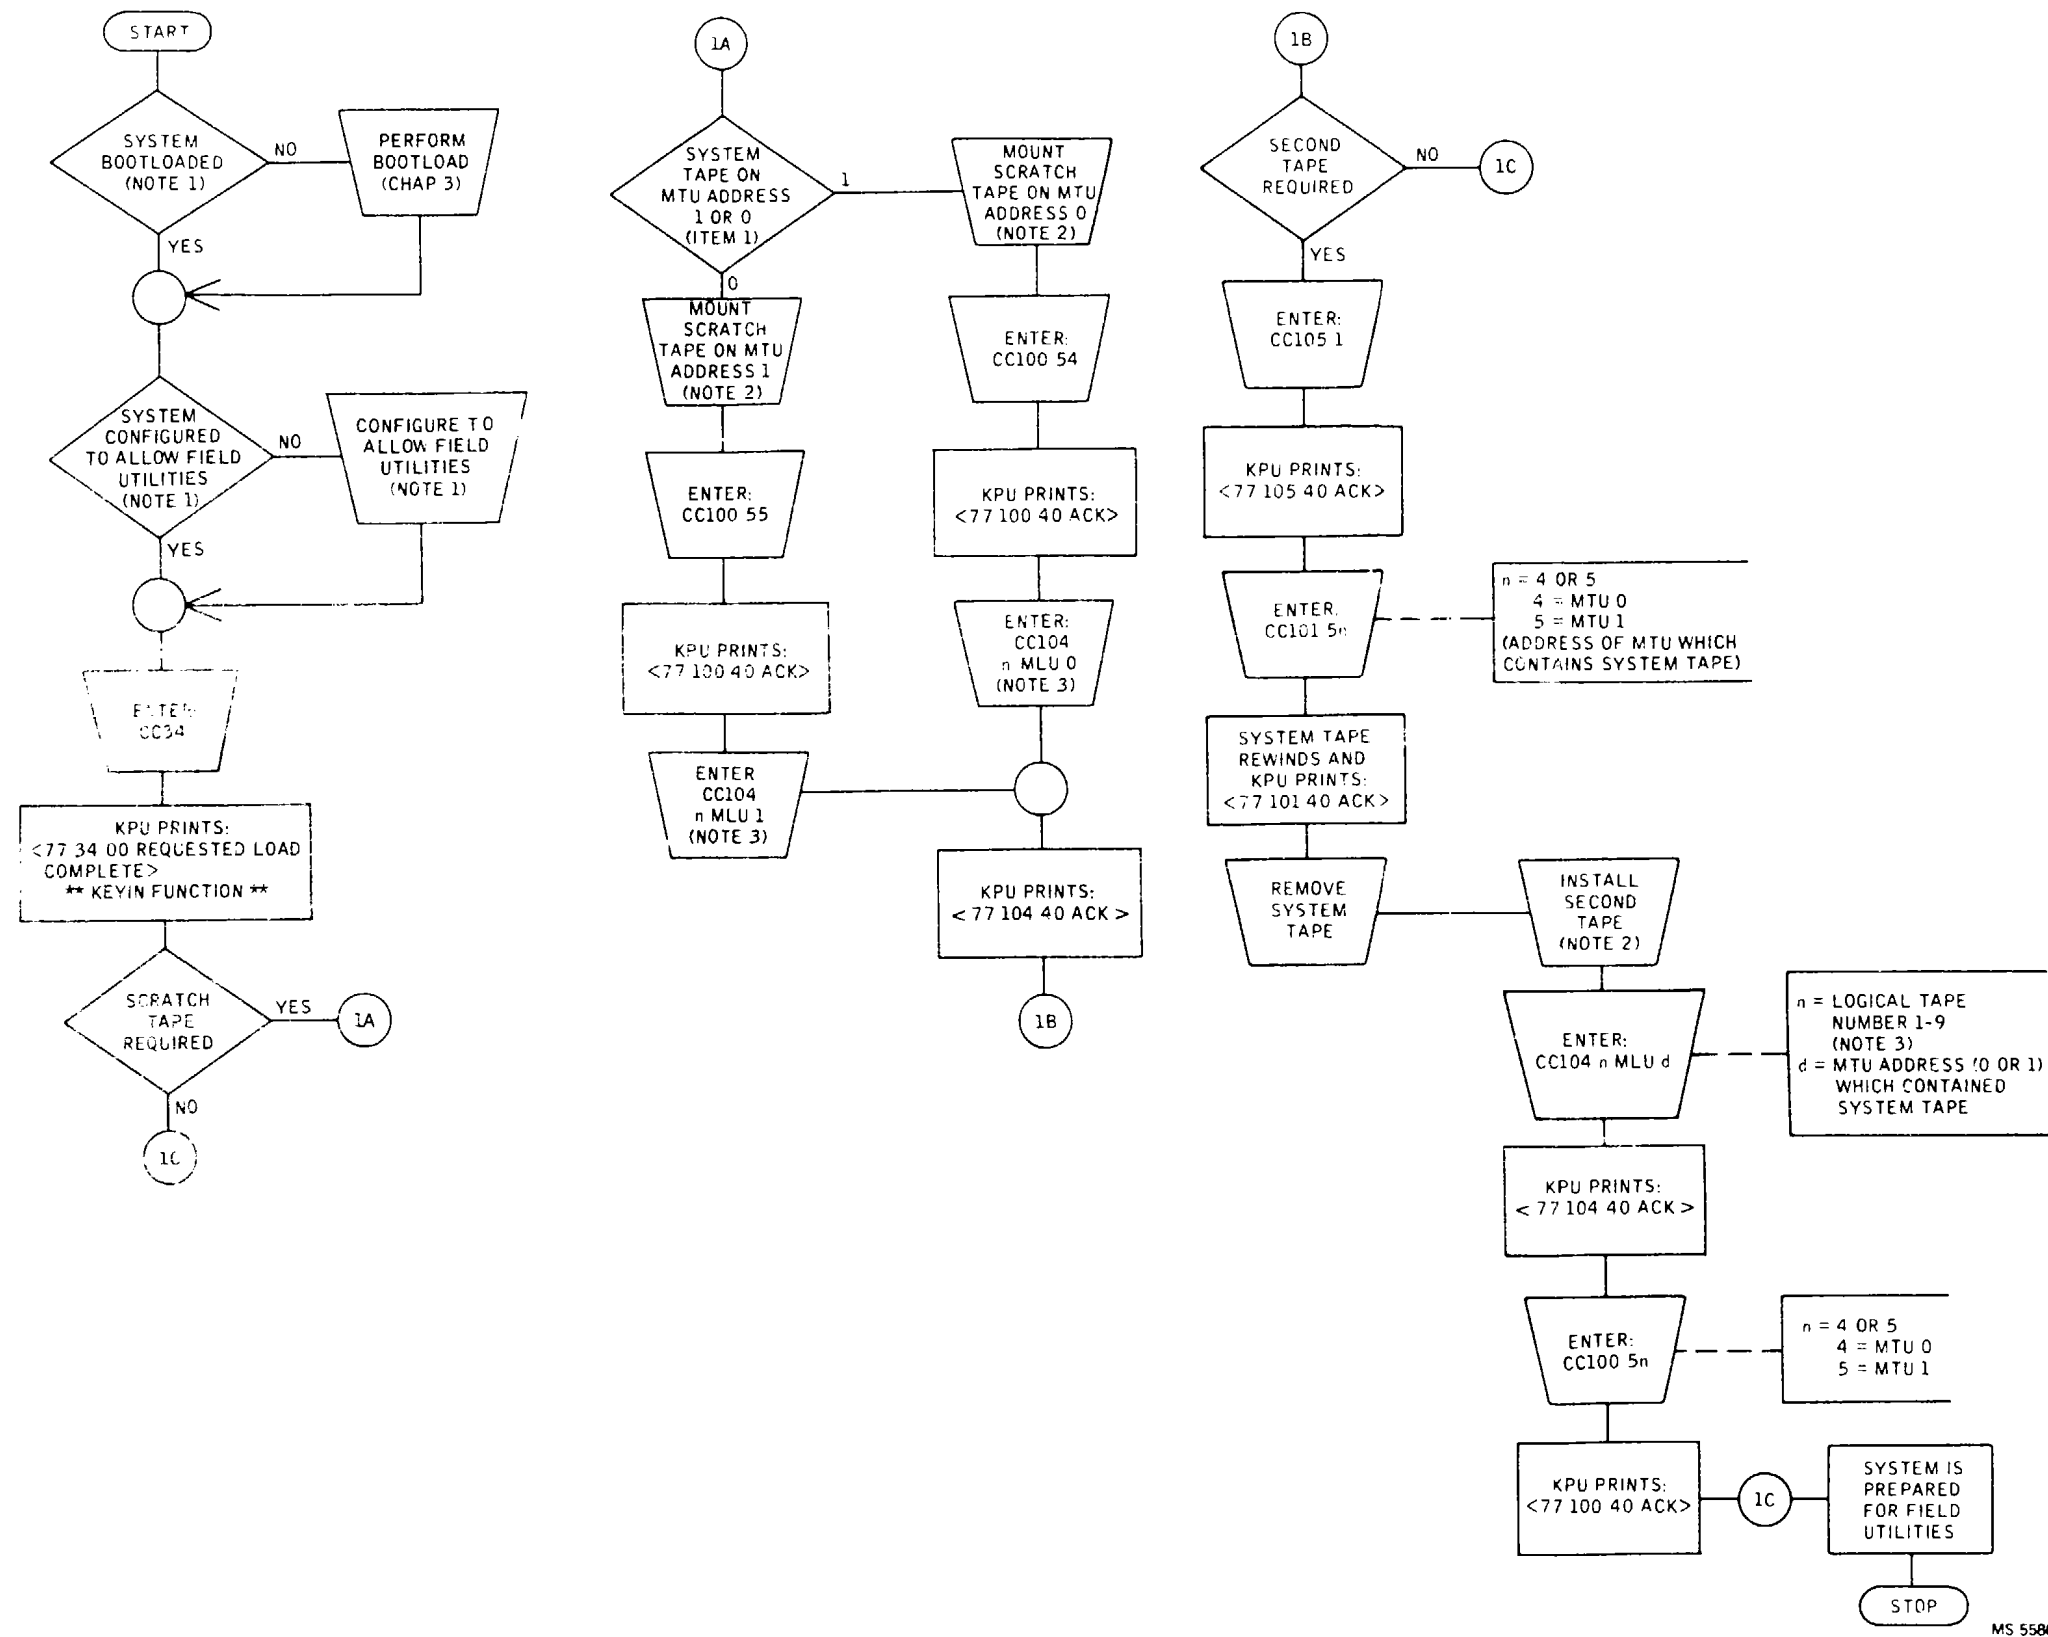 START
SYSTEM
BOOTLOADED
(NOTE 1)
NO
PERFORM
BOOTLOAD
(CHAP 3)
YES
SYSTEM
CONFIGURED
TO ALLOW FIELD
UTILITIES
(NOTE 1)
NO
CONFIGURE TO
ALLOW FIELD
UTILITIES
(NOTE 1)
YES
ENTER:
CC34
KPU PRINTS:
<77 34 00 REQUESTED LOAD
COMPLETE>
** KEYIN FUNCTION **
SCRATCH
TAPE
REQUIRED
YES
1A
NO
1C
1A
SYSTEM
TAPE ON
MTU ADDRESS
1 OR 0
(ITEM 1)
1
MOUNT
SCRATCH
TAPE ON MTU
ADDRESS 0
(NOTE 2)
0
MOUNT
SCRATCH
TAPE ON MTU
ADDRESS 1
(NOTE 2)
ENTER:
CC100 54
ENTER:
CC100 55
KPU PRINTS:
<77 100 40 ACK>
KPU PRINTS:
<77 100 40 ACK>
ENTER:
CC104
n MLU 0
(NOTE 3)
ENTER
CC104
n MLU 1
(NOTE 3)
KPU PRINTS:
< 77 104 40 ACK >
1B
1B
SECOND
TAPE
REQUIRED
NO
1C
YES
ENTER:
CC105 1
KPU PRINTS:
<77 105 40 ACK>
ENTER.
CC101 5n
n = 4 OR 5
4 = MTU 0
5 = MTU 1
(ADDRESS OF MTU WHICH
CONTAINS SYSTEM TAPE)
SYSTEM TAPE
REWINDS AND
KPU PRINTS:
<77 101 40 ACK>
REMOVE
SYSTEM
TAPE
INSTALL
SECOND
TAPE
(NOTE 2)
ENTER:
CC104 n MLU d
n = LOGICAL TAPE
NUMBER 1-9
(NOTE 3)
d = MTU ADDRESS (0 OR 1)
WHICH CONTAINED
SYSTEM TAPE
KPU PRINTS:
< 77 104 40 ACK >
ENTER:
CC100 5n
n = 4 OR 5
4 = MTU 0
5 = MTU 1
KPU PRINTS:
<77 100 40 ACK>
1C
SYSTEM IS
PREPARED
FOR FIELD
UTILITIES
STOP
MS